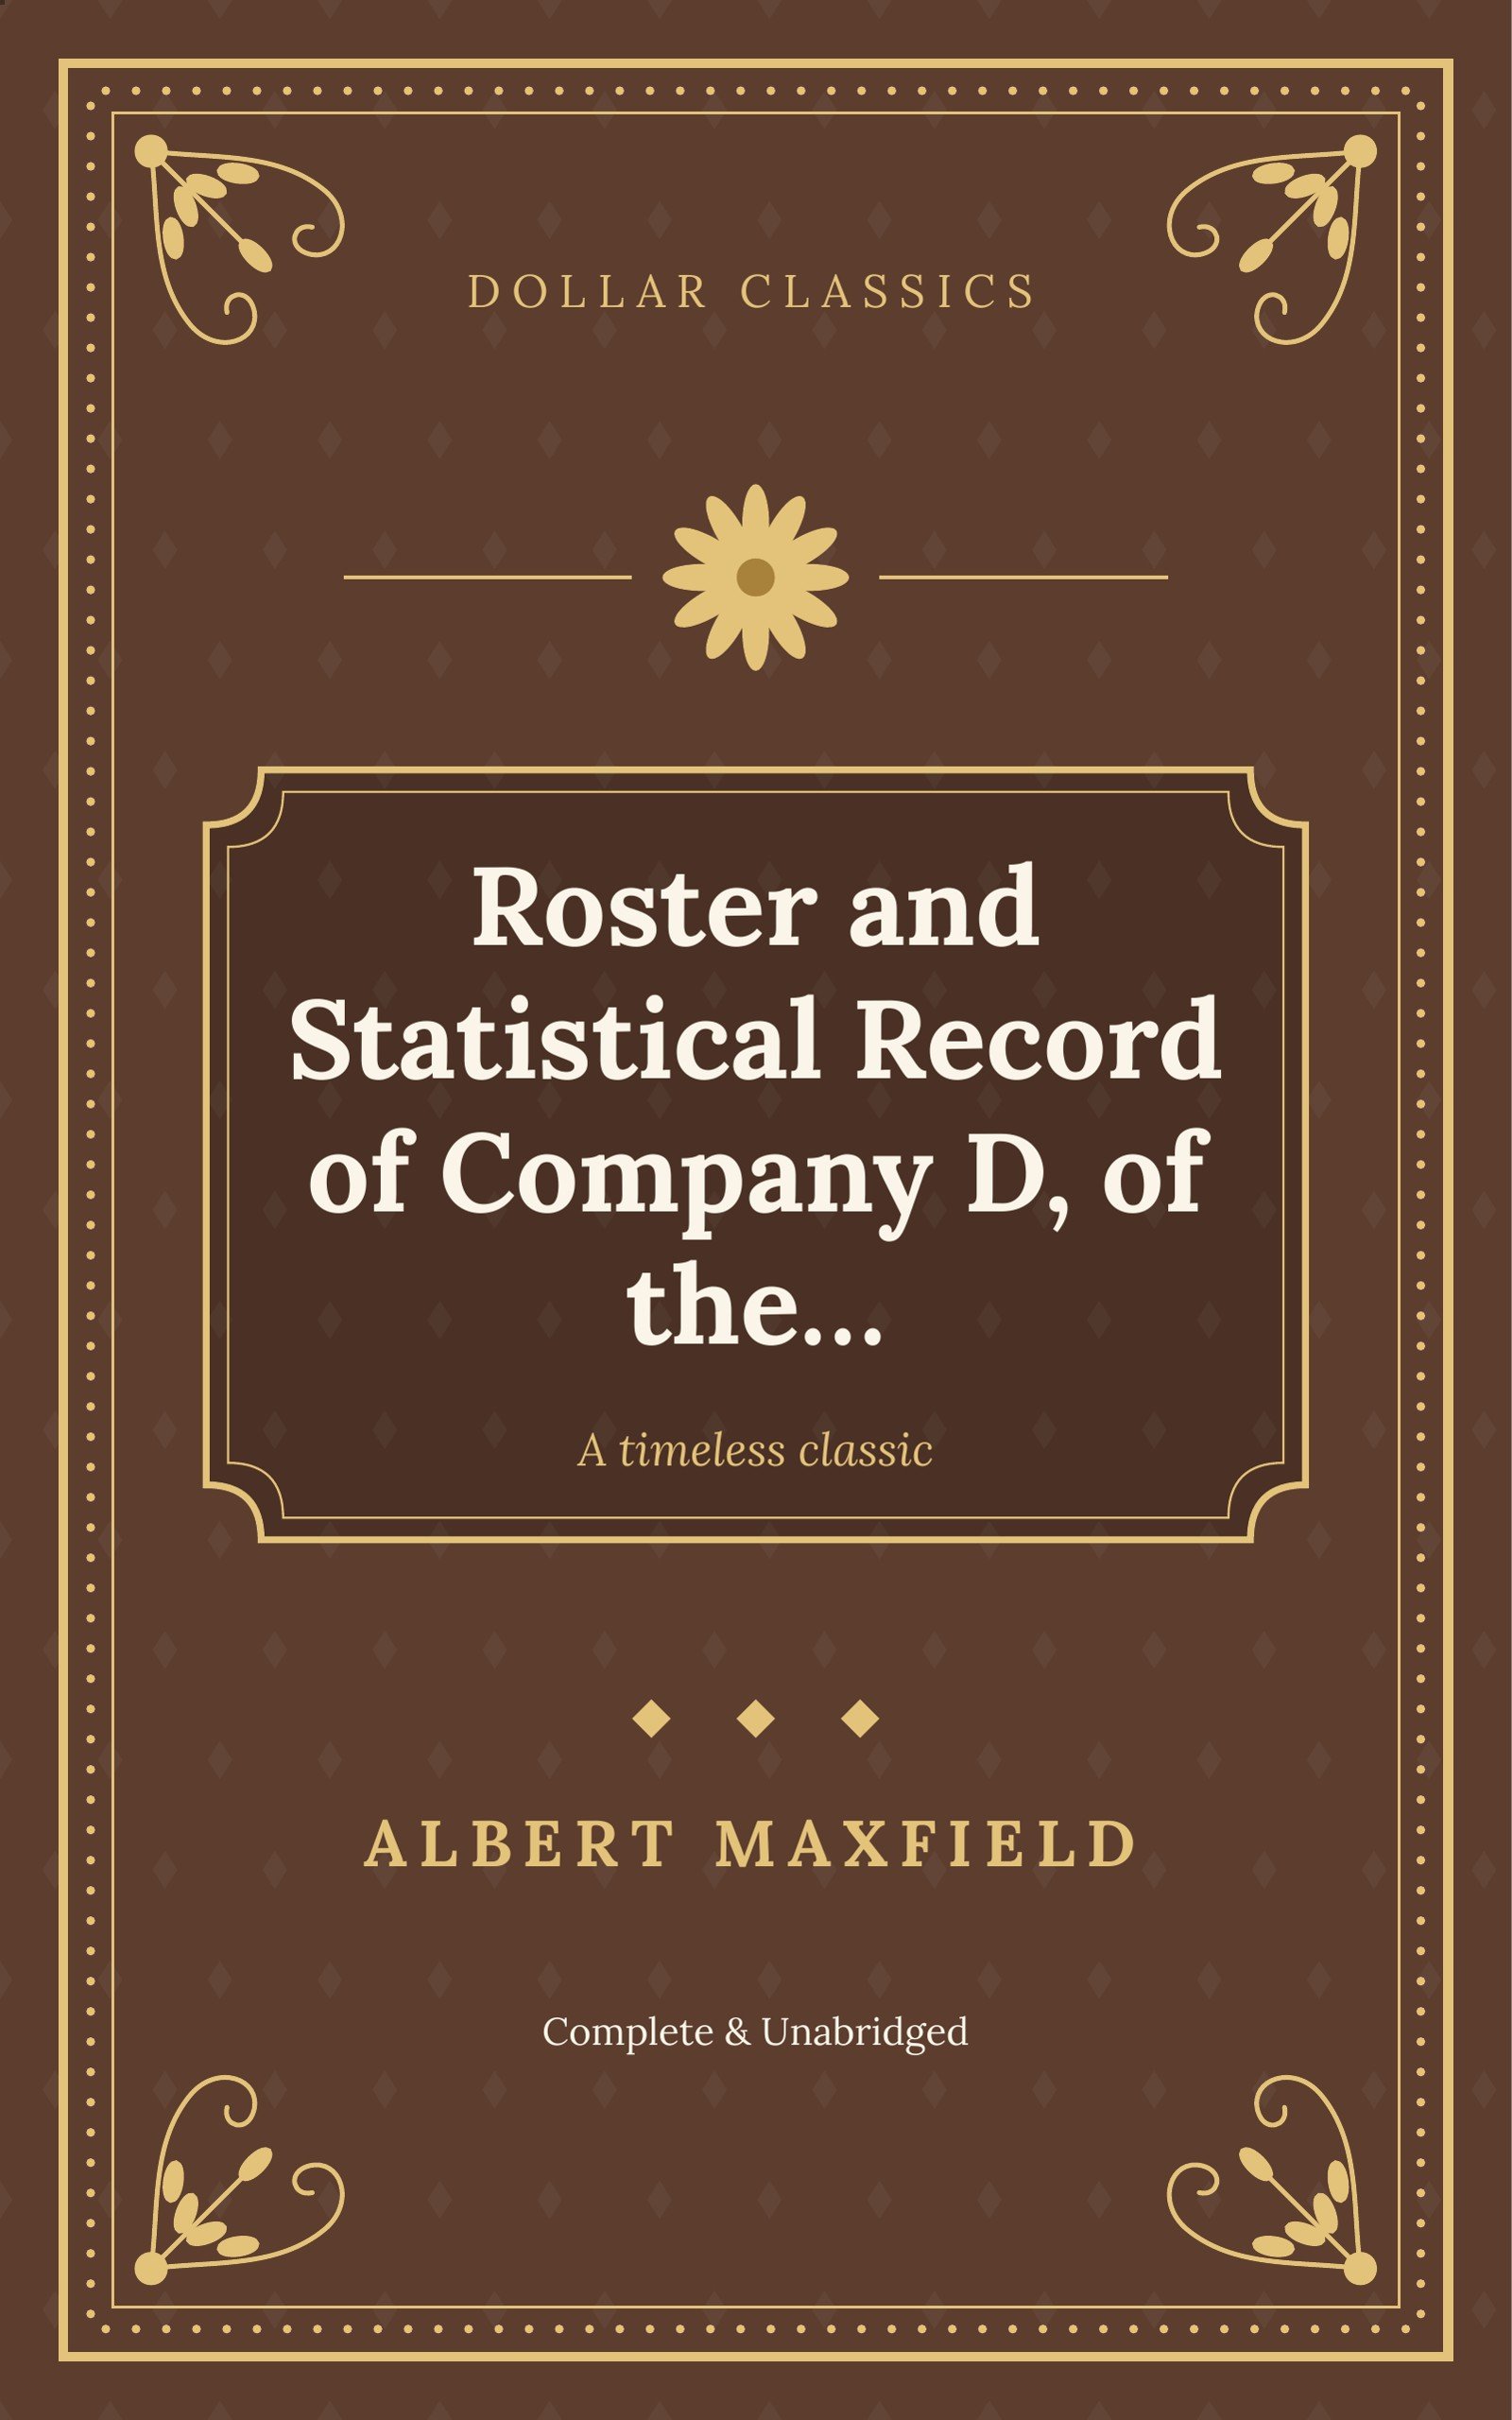 DOLLAR CLASSICS
Roster and
Statistical Record
of Company D, of
the...
A timeless classic
ALBERT MAXFIELD
Complete & Unabridged